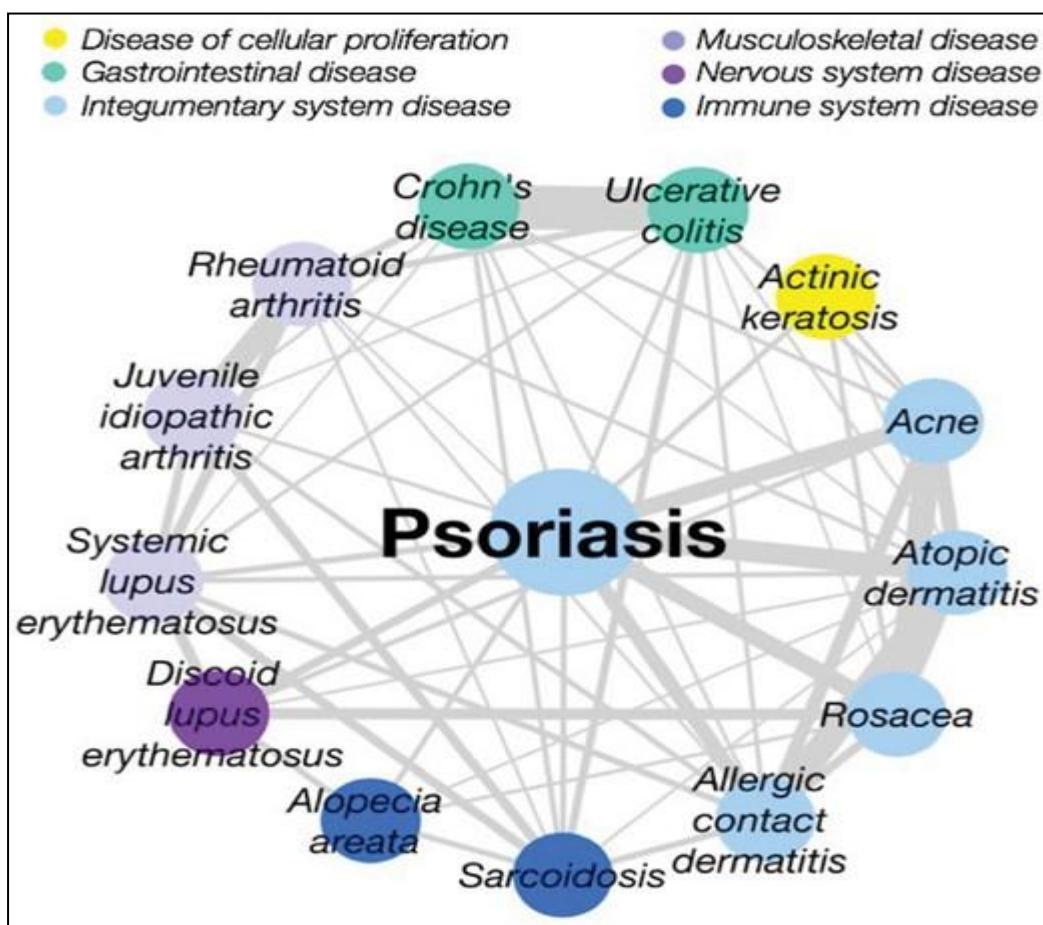 Disease of cellular proliferation
Gastrointestinal disease
Integumentary system disease
Musculoskeletal disease
Nervous system disease
Immune system disease
Crohn's
disease
Ulcerative
colitis
Rheumatoid
arthritis
Actinic
keratosis
Juvenile
idiopathic
arthritis
Acne
Psoriasis
Systemic
lupus
erythematosus
Atopic
dermatitis
Discoid
lupus
erythematosus
Rosacea
Alopecia
areata
Allergic
contact
dermatitis
Sarcoidosis